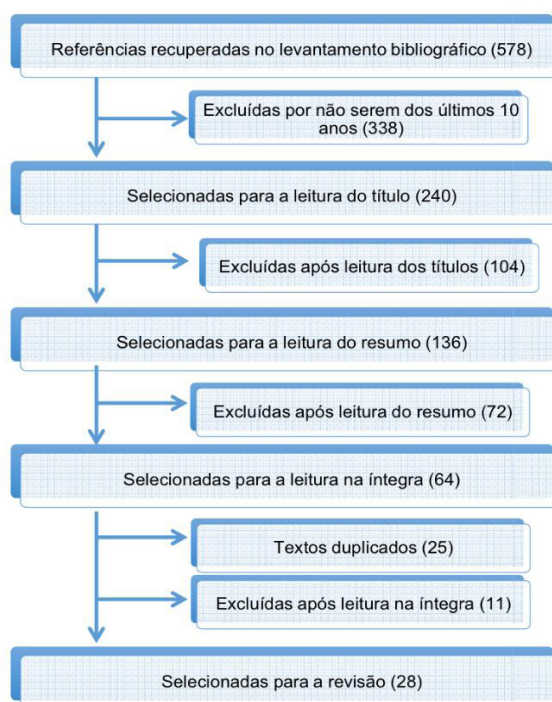 Referências recuperadas no levantamento bibliográfico (578)
Excluídas por não serem dos últimos 10
anos (338)
Selecionadas para a leitura do título (240)
Excluídas após leitura dos títulos (104)
Selecionadas para a leitura do resumo (136)
Excluídas após leitura do resumo (72)
Selecionadas para a leitura na íntegra (64)
Textos duplicados (25)
Excluídas após leitura na íntegra (11)
Selecionadas para a revisão (28)